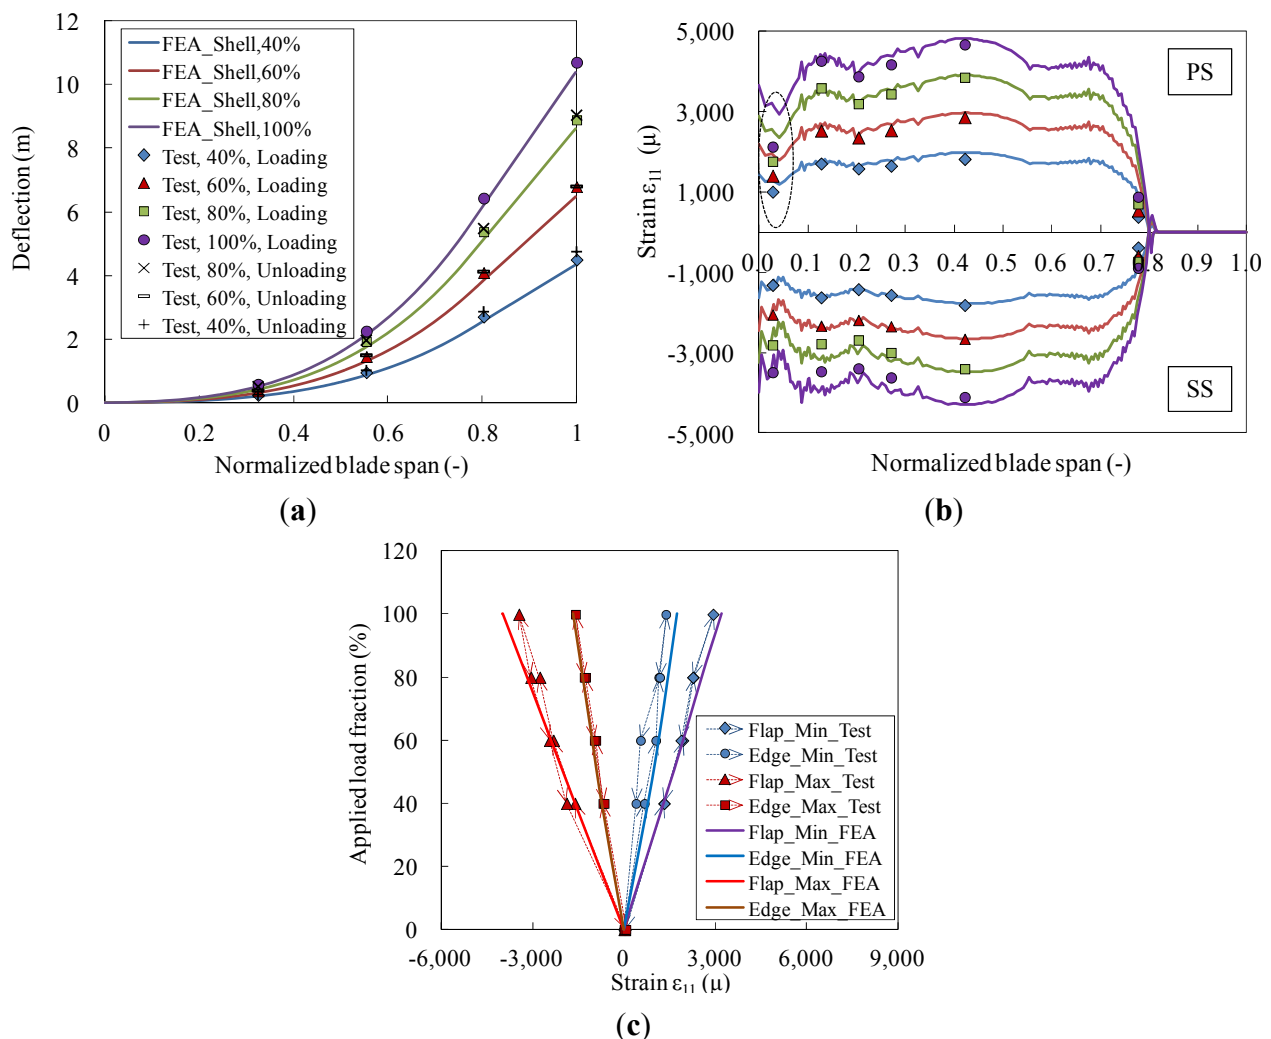 12
10
8
6
4
2
0
Deflection (m)
FEA_Shell,40%
FEA_Shell,60%
FEA_Shell,80%
FEA_Shell,100%
Test, 40%, Loading
Test, 60%, Loading
Test, 80%, Loading
Test, 100%, Loading
Test, 80%, Unloading
Test, 60%, Unloading
Test, 40%, Unloading
0 0.2 0.4 0.6 0.8 1
Normalized blade span (-)
(a)
5,000
3,000
1,000
-1,000
-3,000
-5,000
Strain ε11 (μ)
PS
0.0 0.1 0.2 0.3 0.4 0.5 0.6 0.7 0.8 0.9 1.0
SS
Normalized blade span (-)
(b)
120
100
80
60
40
20
0
Applied load fraction (%)
Flap_Min_Test
Edge_Min_Test
Flap_Max_Test
Edge_Max_Test
Flap_Min_FEA
Edge_Min_FEA
Flap_Max_FEA
Edge_Max_FEA
-6,000 -3,000 0 3,000 6,000 9,000
Strain ε11 (μ)
(c)